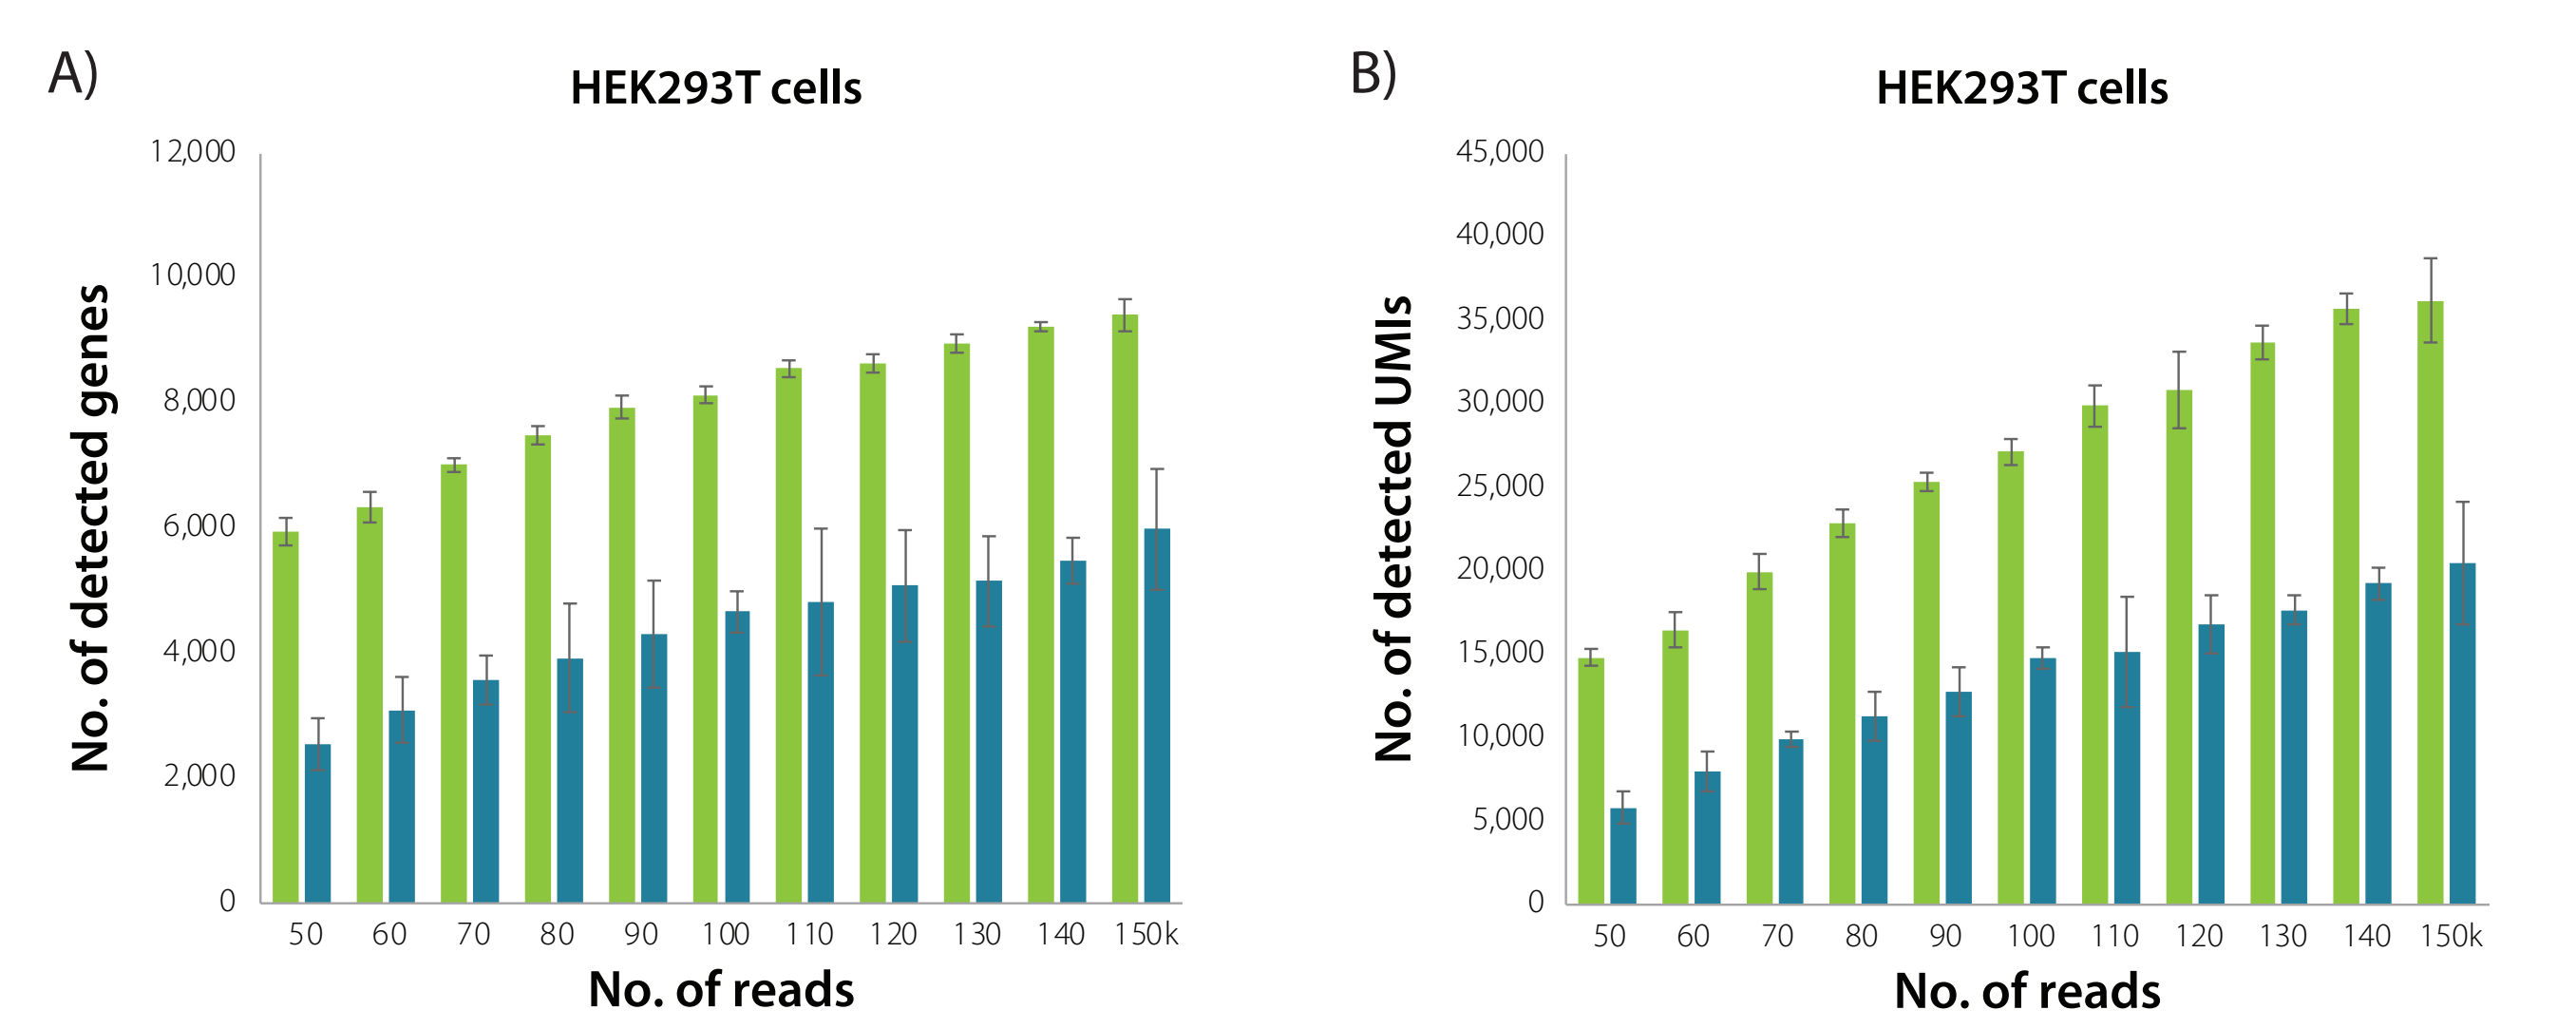 A)
HEK293T cells
12,000
10,000
8,000
6,000
4,000
2,000
0
No. of detected genes
50 60 70 80 90 100 110 120 130 140 150k
No. of reads
B)
HEK293T cells
45,000
40,000
35,000
30,000
25,000
20,000
15,000
10,000
5,000
0
No. of detected UMIs
50 60 70 80 90 100 110 120 130 140 150k
No. of reads